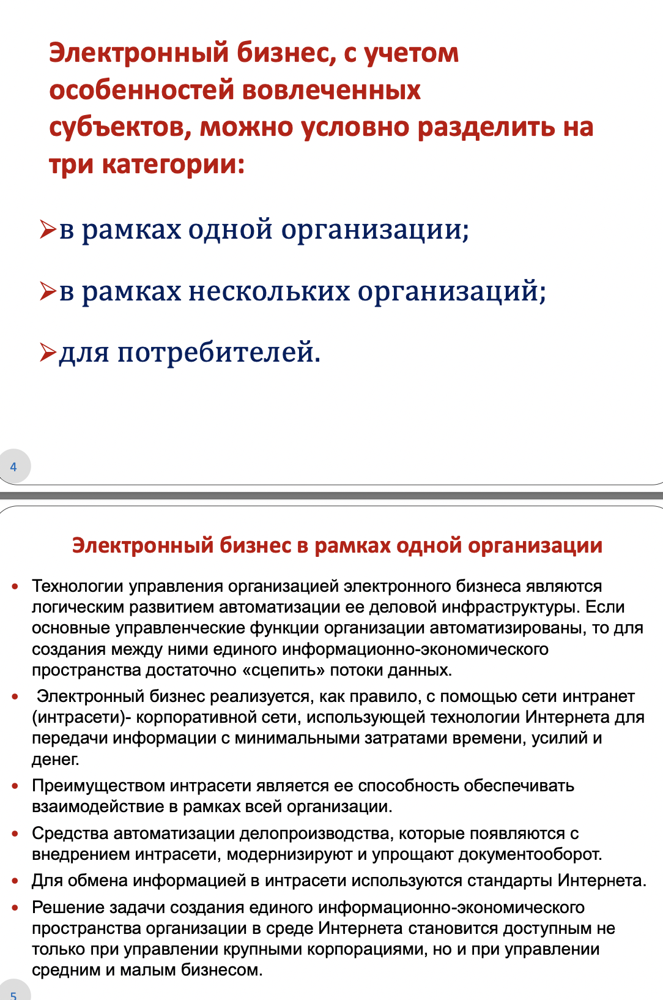 Электронный бизнес, с учетом
особенностей вовлеченных
субъектов, можно условно разделить на
три категории:
➢в рамках одной организации;
➢в рамках нескольких организаций;
➢для потребителей.
4
Электронный бизнес в рамках одной организации
• Технологии управления организацией электронного бизнеса являются
логическим развитием автоматизации ее деловой инфраструктуры. Если
основные управленческие функции организации автоматизированы, то для
создания между ними единого информационно-экономического
пространства достаточно «сцепить» потоки данных.
• Электронный бизнес реализуется, как правило, с помощью сети интранет
(интрасети)- корпоративной сети, использующей технологии Интернета для
передачи информации с минимальными затратами времени, усилий и
денег.
• Преимуществом интрасети является ее способность обеспечивать
взаимодействие в рамках всей организации.
• Средства автоматизации делопроизводства, которые появляются с
внедрением интрасети, модернизируют и упрощают документооборот.
• Для обмена информацией в интрасети используются стандарты Интернета.
• Решение задачи создания единого информационно-экономического
пространства организации в среде Интернета становится доступным не
только при управлении крупными корпорациями, но и при управлении
средним и малым бизнесом.
5